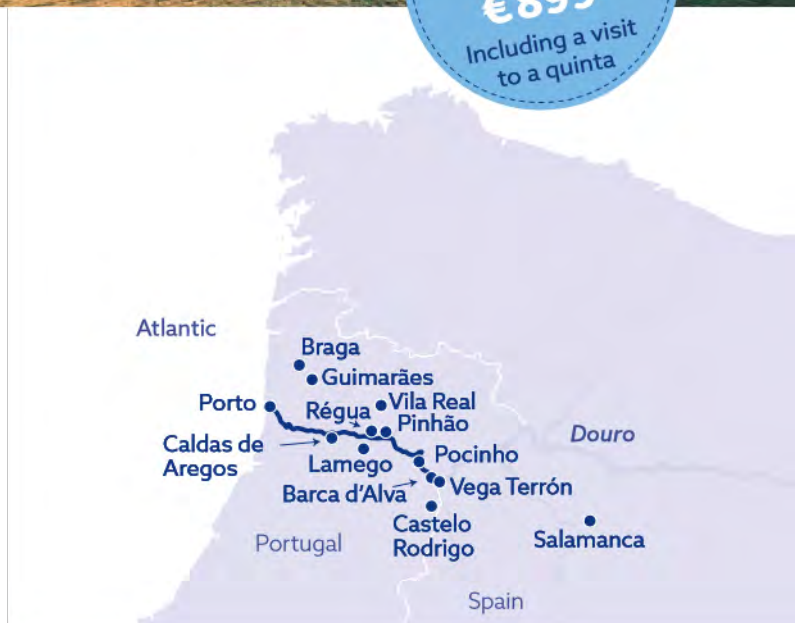 €899
Including a visit
to a quinta
Atlantic
Braga
Guimarães
Porto
Régua
Vila Real
Pinhão
Douro
Caldas de
Aregos
Lamego
Pocinho
Barca d'Alva
Vega Terrón
Castelo
Rodrigo
Salamanca
Portugal
Spain